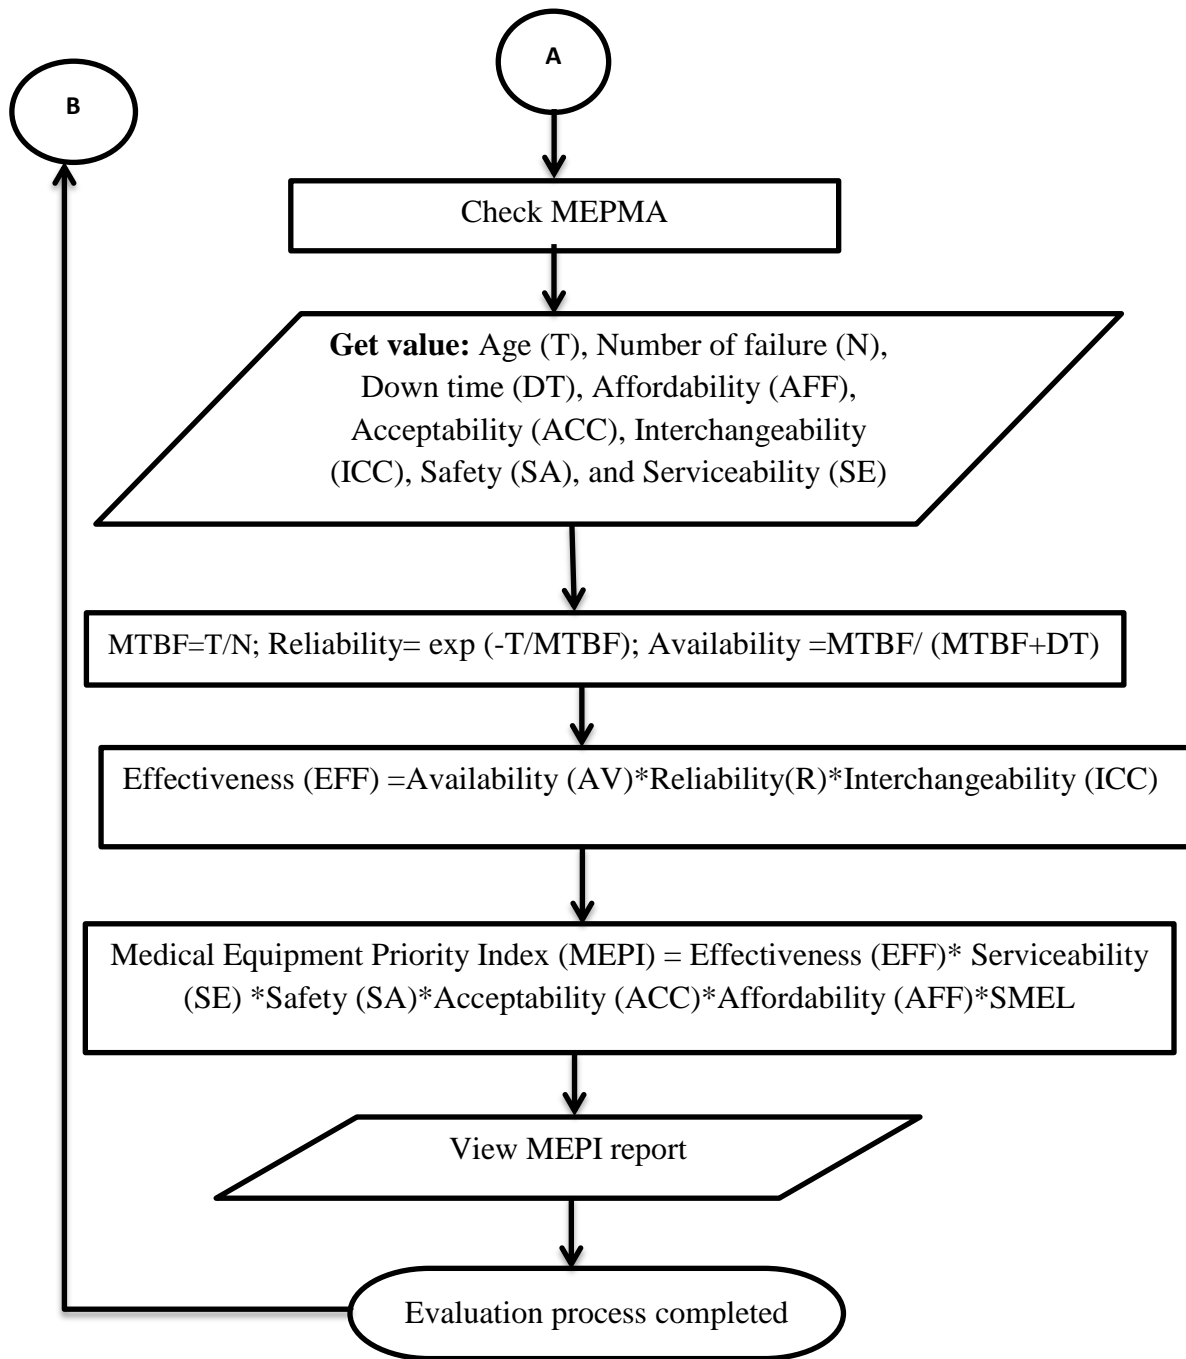 A
B
Check MEPMA
Get value: Age (T), Number of failure (N),
Down time (DT), Affordability (AFF),
Acceptability (ACC), Interchangeability
(ICC), Safety (SA), and Serviceability (SE)
MTBF=T/N; Reliability= exp (-T/MTBF); Availability =MTBF/ (MTBF+DT)
Effectiveness (EFF) =Availability (AV)*Reliability(R)*Interchangeability (ICC)
Medical Equipment Priority Index (MEPI) = Effectiveness (EFF)* Serviceability
(SE) *Safety (SA)*Acceptability (ACC)*Affordability (AFF)*SMEL
View MEPI report
Evaluation process completed